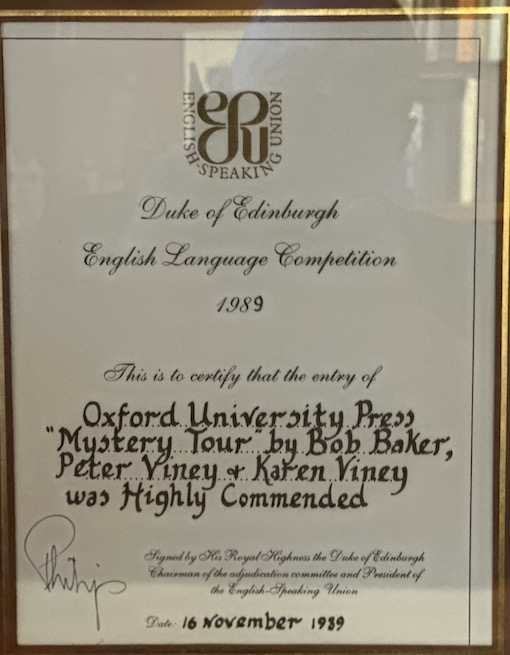 ESU
ENGLISH-SPEAKING UNION
Duke of Edinburgh
English Language Competition
1989
This is to certify that the entry of
Oxford University Press
"Mystery Tour" by Bob Baker,
Peter Viney & Karen Viney
was Highly Commended
Philip
Signed by His Royal Highness the Duke of Edinburgh
Chairman of the adjudication committee and President of
the English-Speaking Union
Date: 16 November 1989